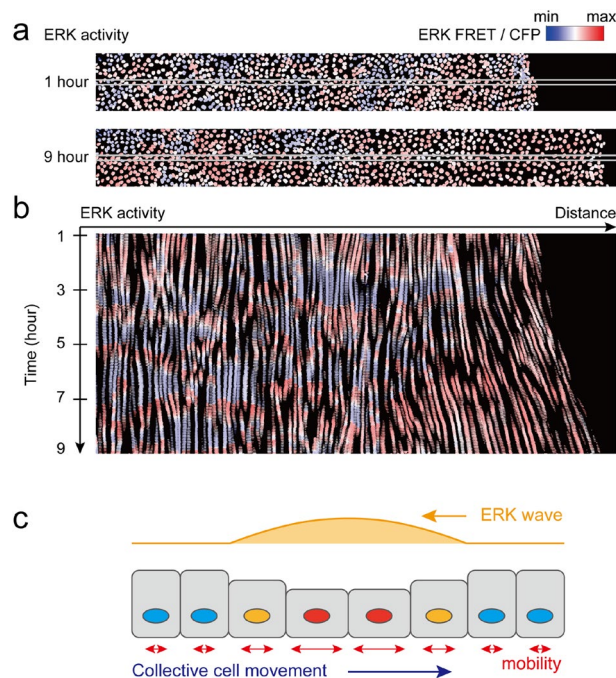 a
ERK activity
ERK FRET / CFP
min
max
1 hour
9 hour
b
ERK activity
Distance
1
3
5
7
9
Time (hour)
c
ERK wave
mobility
Collective cell movement